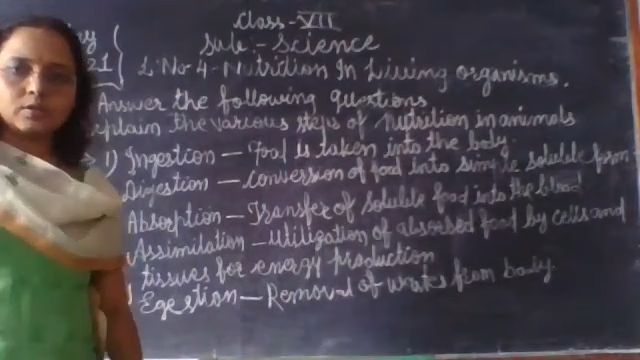 Class-VII
Sub:- Science
21
L.No-4-Nutrition In Living organisms.
Answer the following questions
explain the various steps of nutrition in animals
1) Ingestion — Food is taken into the body.
Digestion — conversion of food into simple soluble form
Absorption — Transfer of soluble food into the blood
Assimilation — utilization of absorbed food by cells and
tissues for energy production
Egestion — Removal of wastes from body.